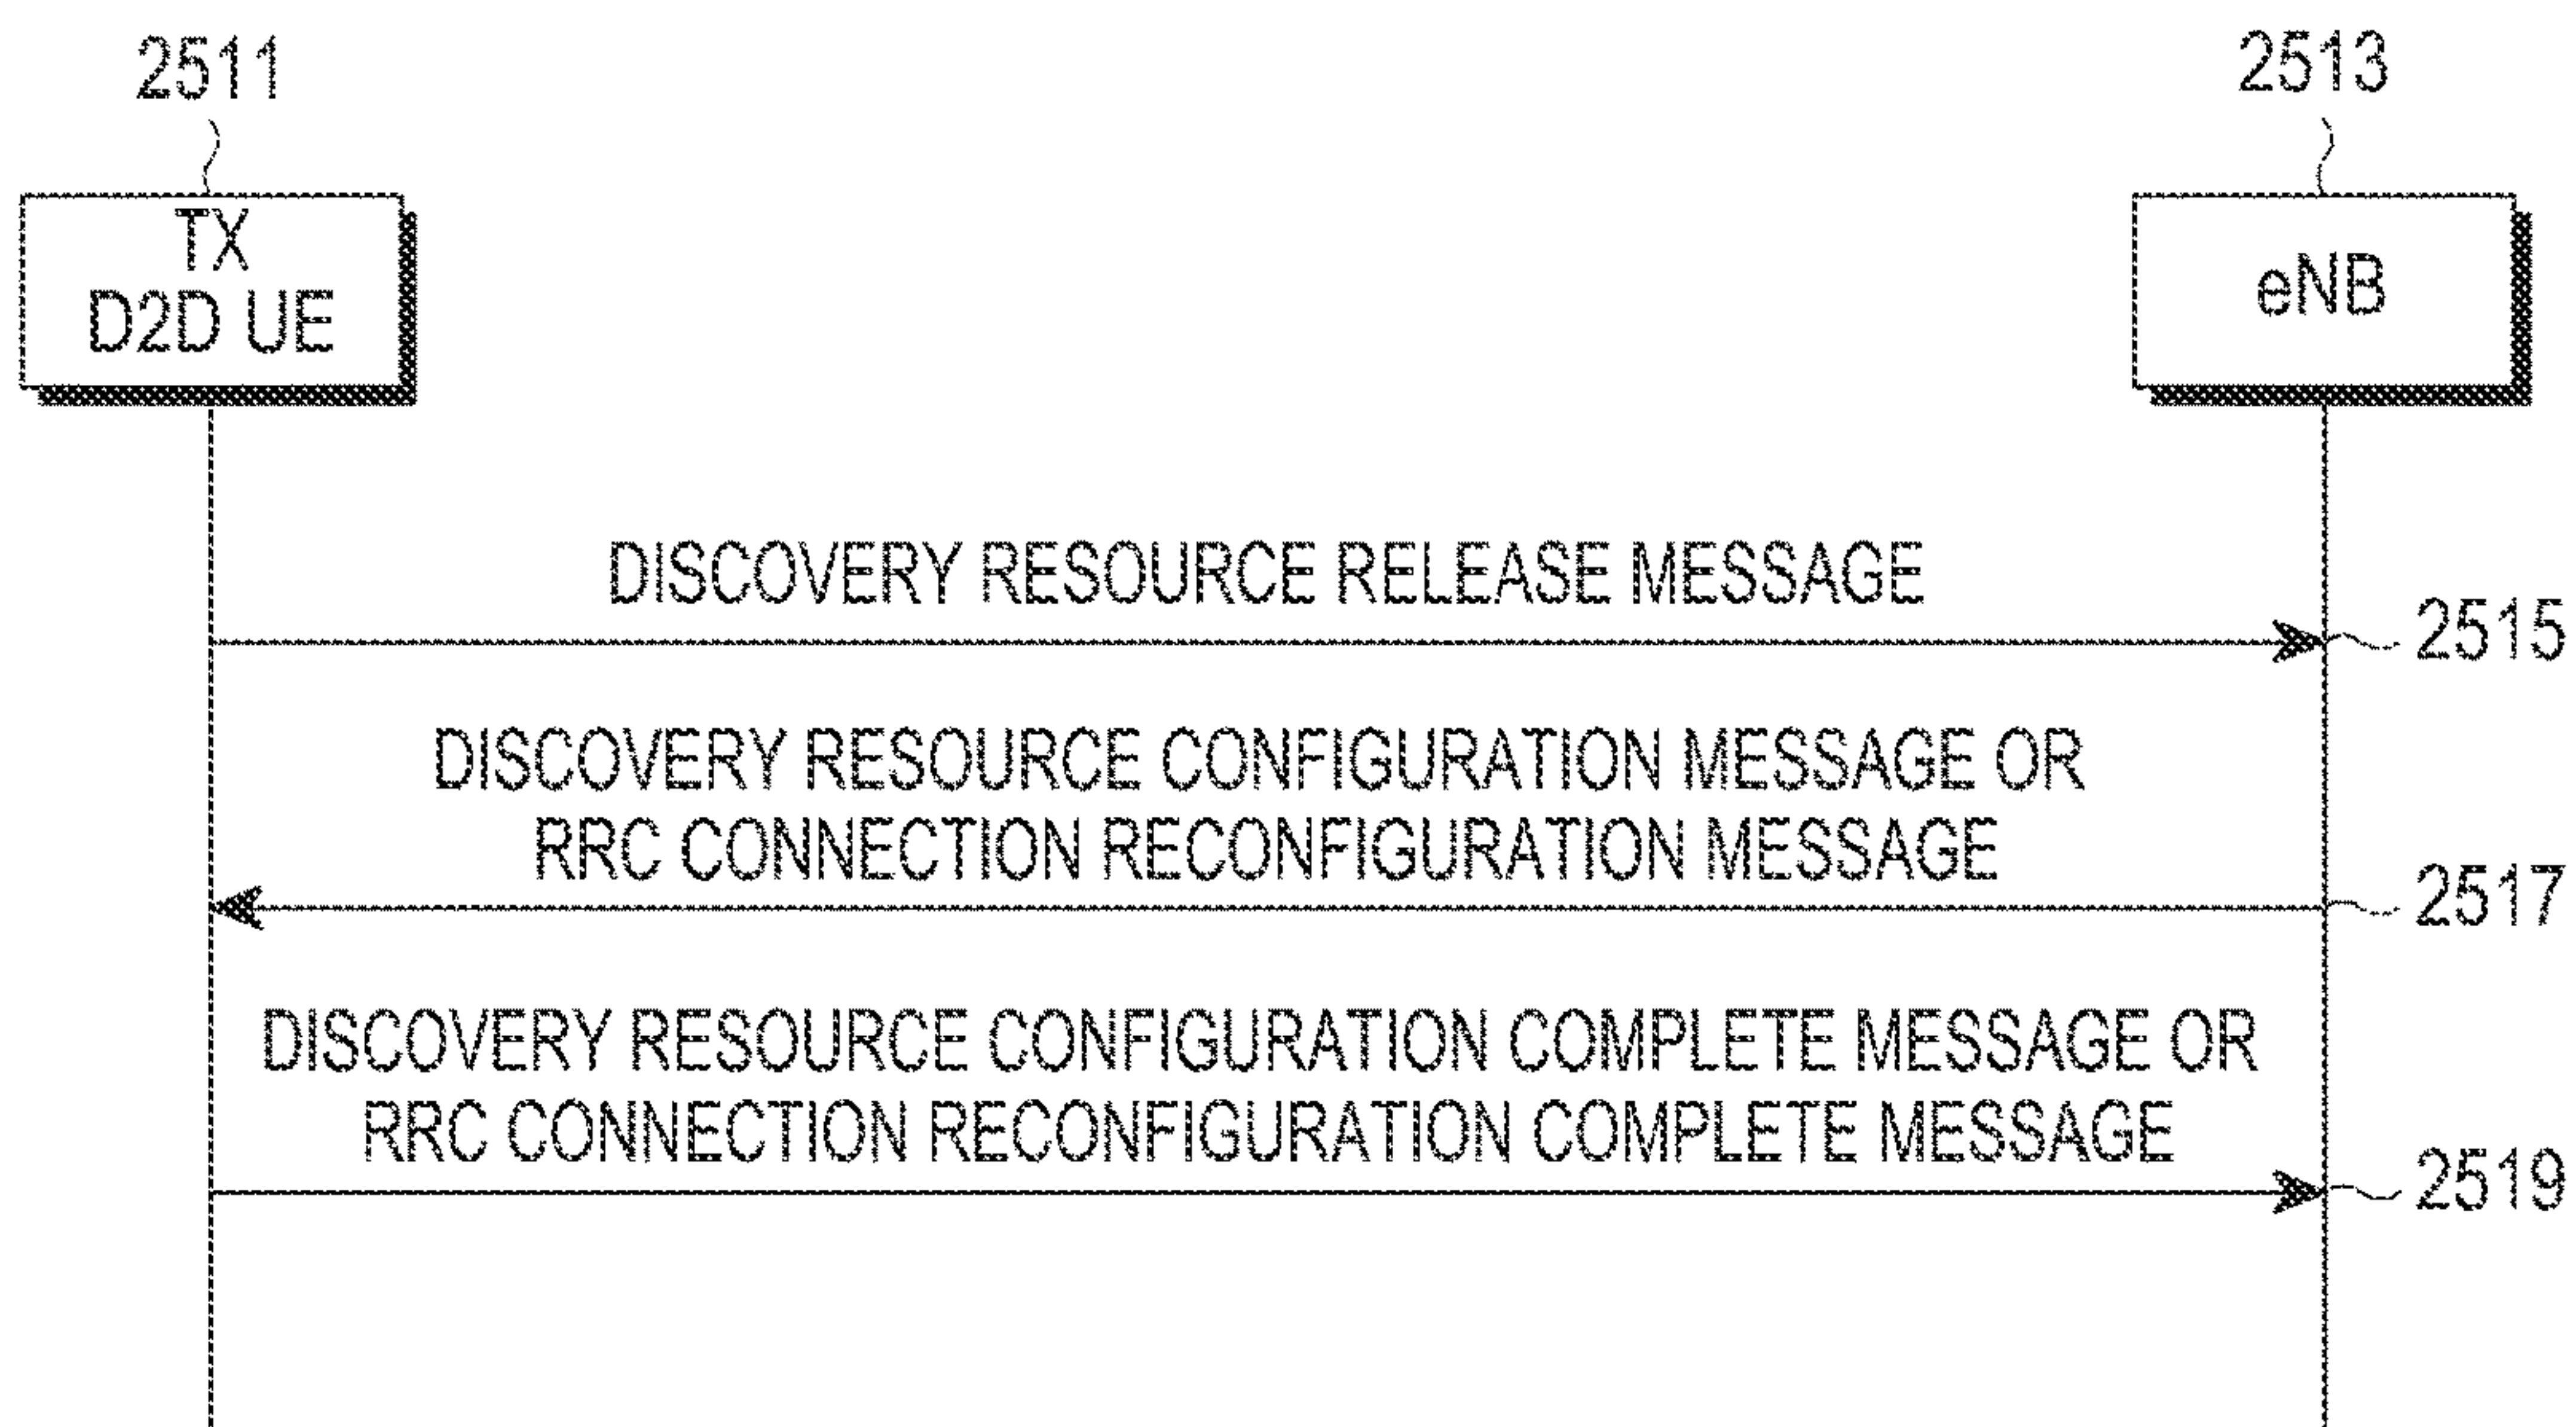 2511
2513
TX
D2D UE
eNB
DISCOVERY RESOURCE RELEASE MESSAGE
2515
DISCOVERY RESOURCE CONFIGURATION MESSAGE OR
RRC CONNECTION RECONFIGURATION MESSAGE
2517
DISCOVERY RESOURCE CONFIGURATION COMPLETE MESSAGE OR
RRC CONNECTION RECONFIGURATION COMPLETE MESSAGE
2519